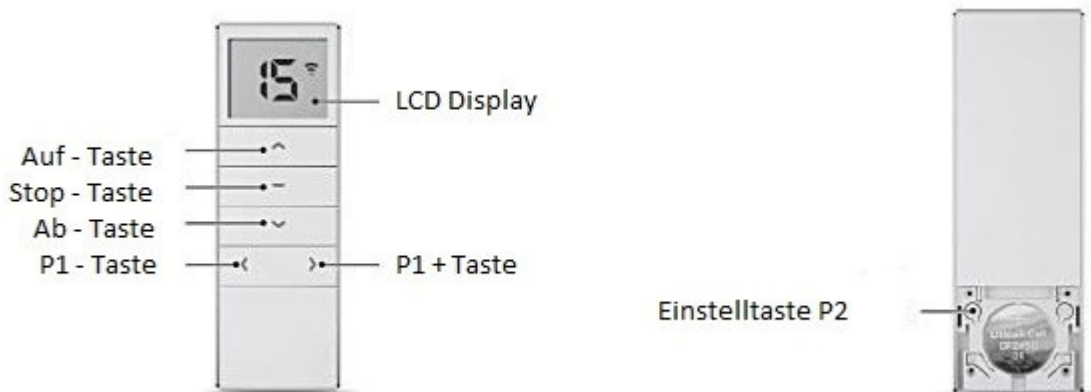 15
LCD Display
Auf - Taste
Stop - Taste
Ab - Taste
P1 - Taste
P1 + Taste
Einstelltaste P2